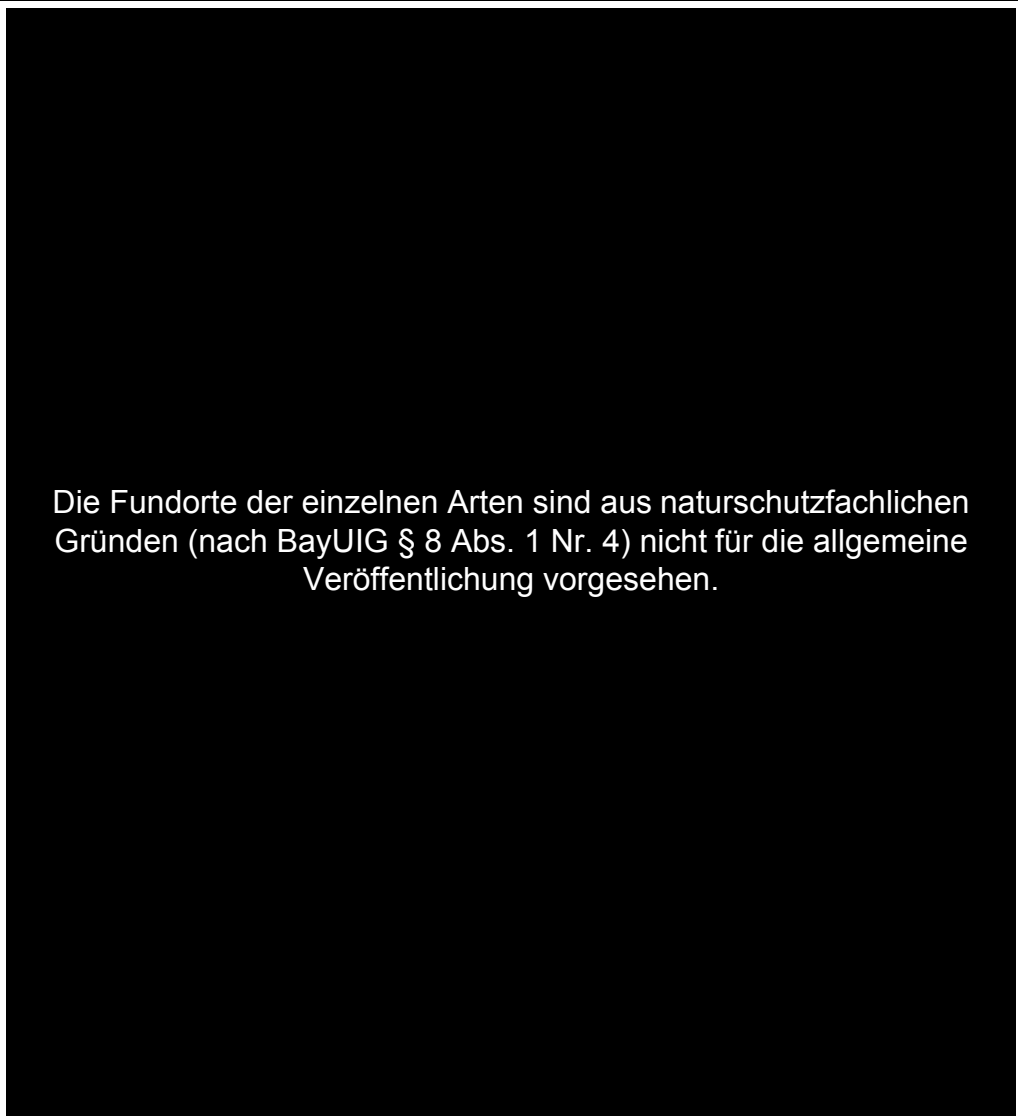 Die Fundorte der einzelnen Arten sind aus naturschutzfachlichen
Gründen (nach BayUIG § 8 Abs. 1 Nr. 4) nicht für die allgemeine
Veröffentlichung vorgesehen.